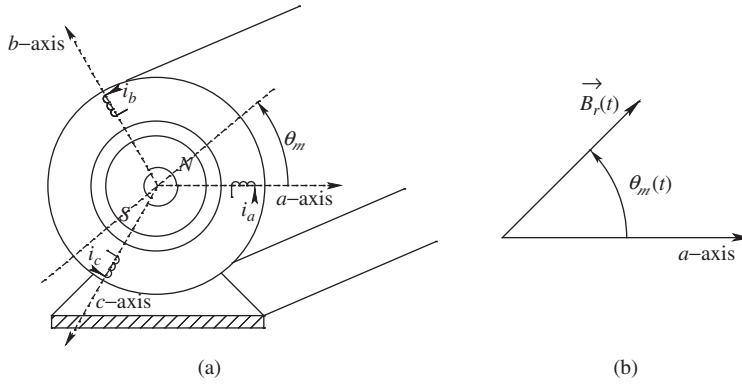 b–axis
i_b
θ_m
N
a–axis
i_a
S
i_c
c–axis
(a)
B_r(t)
θ_m(t)
a–axis
(b)